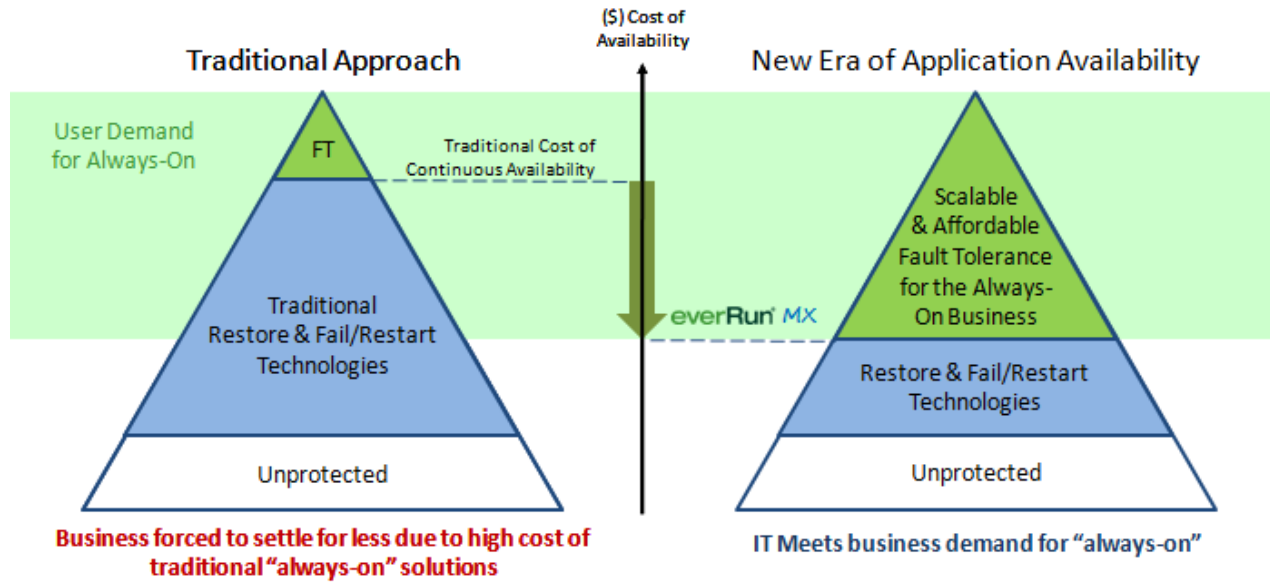 ($) Cost of
Availability
Traditional Approach
New Era of Application Availability
User Demand
for Always-On
FT
Traditional Cost of
Continuous Availability
Scalable
& Affordable
Fault Tolerance
for the Always-
On Business
Traditional
Restore & Fail/Restart
Technologies
everRun® MX
Restore & Fail/Restart
Technologies
Unprotected
Unprotected
Business forced to settle for less due to high cost of
traditional “always-on” solutions
IT Meets business demand for “always-on”